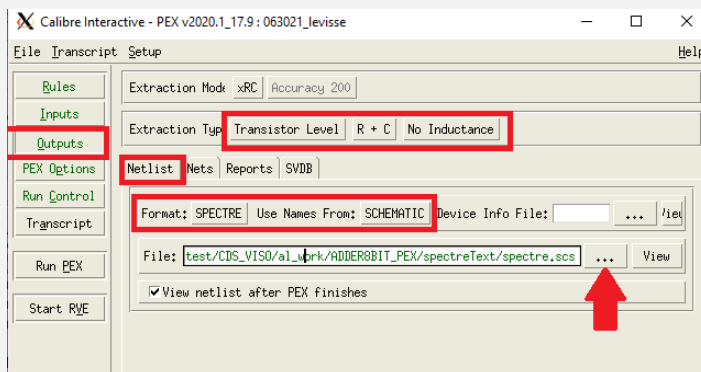 Calibre Interactive - PEX v2020.1_17.9 : 063021_levisse
File Transcript Setup Help
Rules
Inputs
Outputs
PEX Options
Run Control
Transcript
Run PEX
Start RVE
Extraction Mode xRC Accuracy 200
Extraction Typ Transistor Level R + C No Inductance
Netlist Nets Reports SVDB
Format: SPECTRE Use Names From: SCHEMATIC Device Info File: ...
File: test/CDS_VISO/al_work/ADDER8BIT_PEX/spectreText/spectre.scs ... View
View netlist after PEX finishes